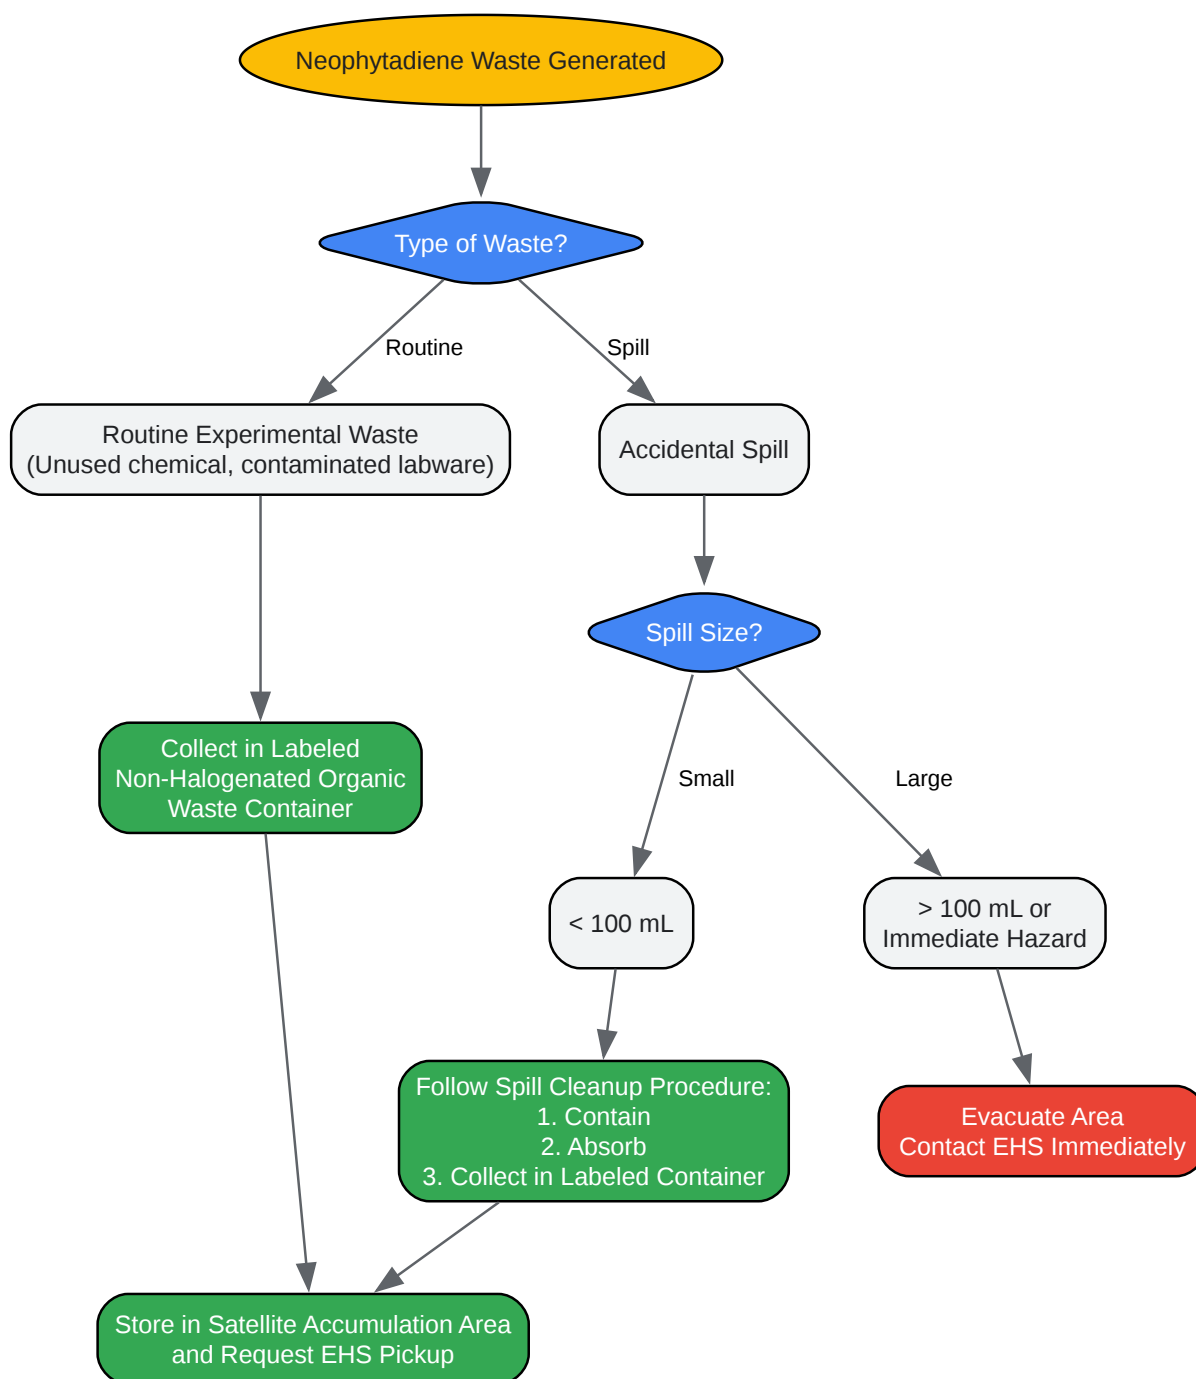 Neophytadiene Waste Generated
Type of Waste?
Routine
Spill
Routine Experimental Waste
(Unused chemical, contaminated labware)
Accidental Spill
Spill Size?
Collect in Labeled
Non-Halogenated Organic
Waste Container
Small
Large
< 100 mL
> 100 mL or
Immediate Hazard
Follow Spill Cleanup Procedure:
1. Contain
2. Absorb
3. Collect in Labeled Container
Evacuate Area
Contact EHS Immediately
Store in Satellite Accumulation Area
and Request EHS Pickup